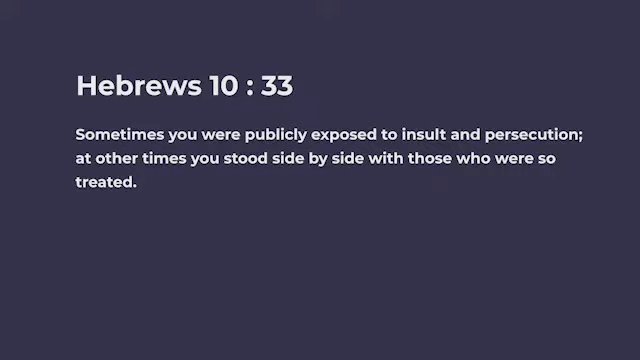 Hebrews 10 : 33
Sometimes you were publicly exposed to insult and persecution;
at other times you stood side by side with those who were so
treated.